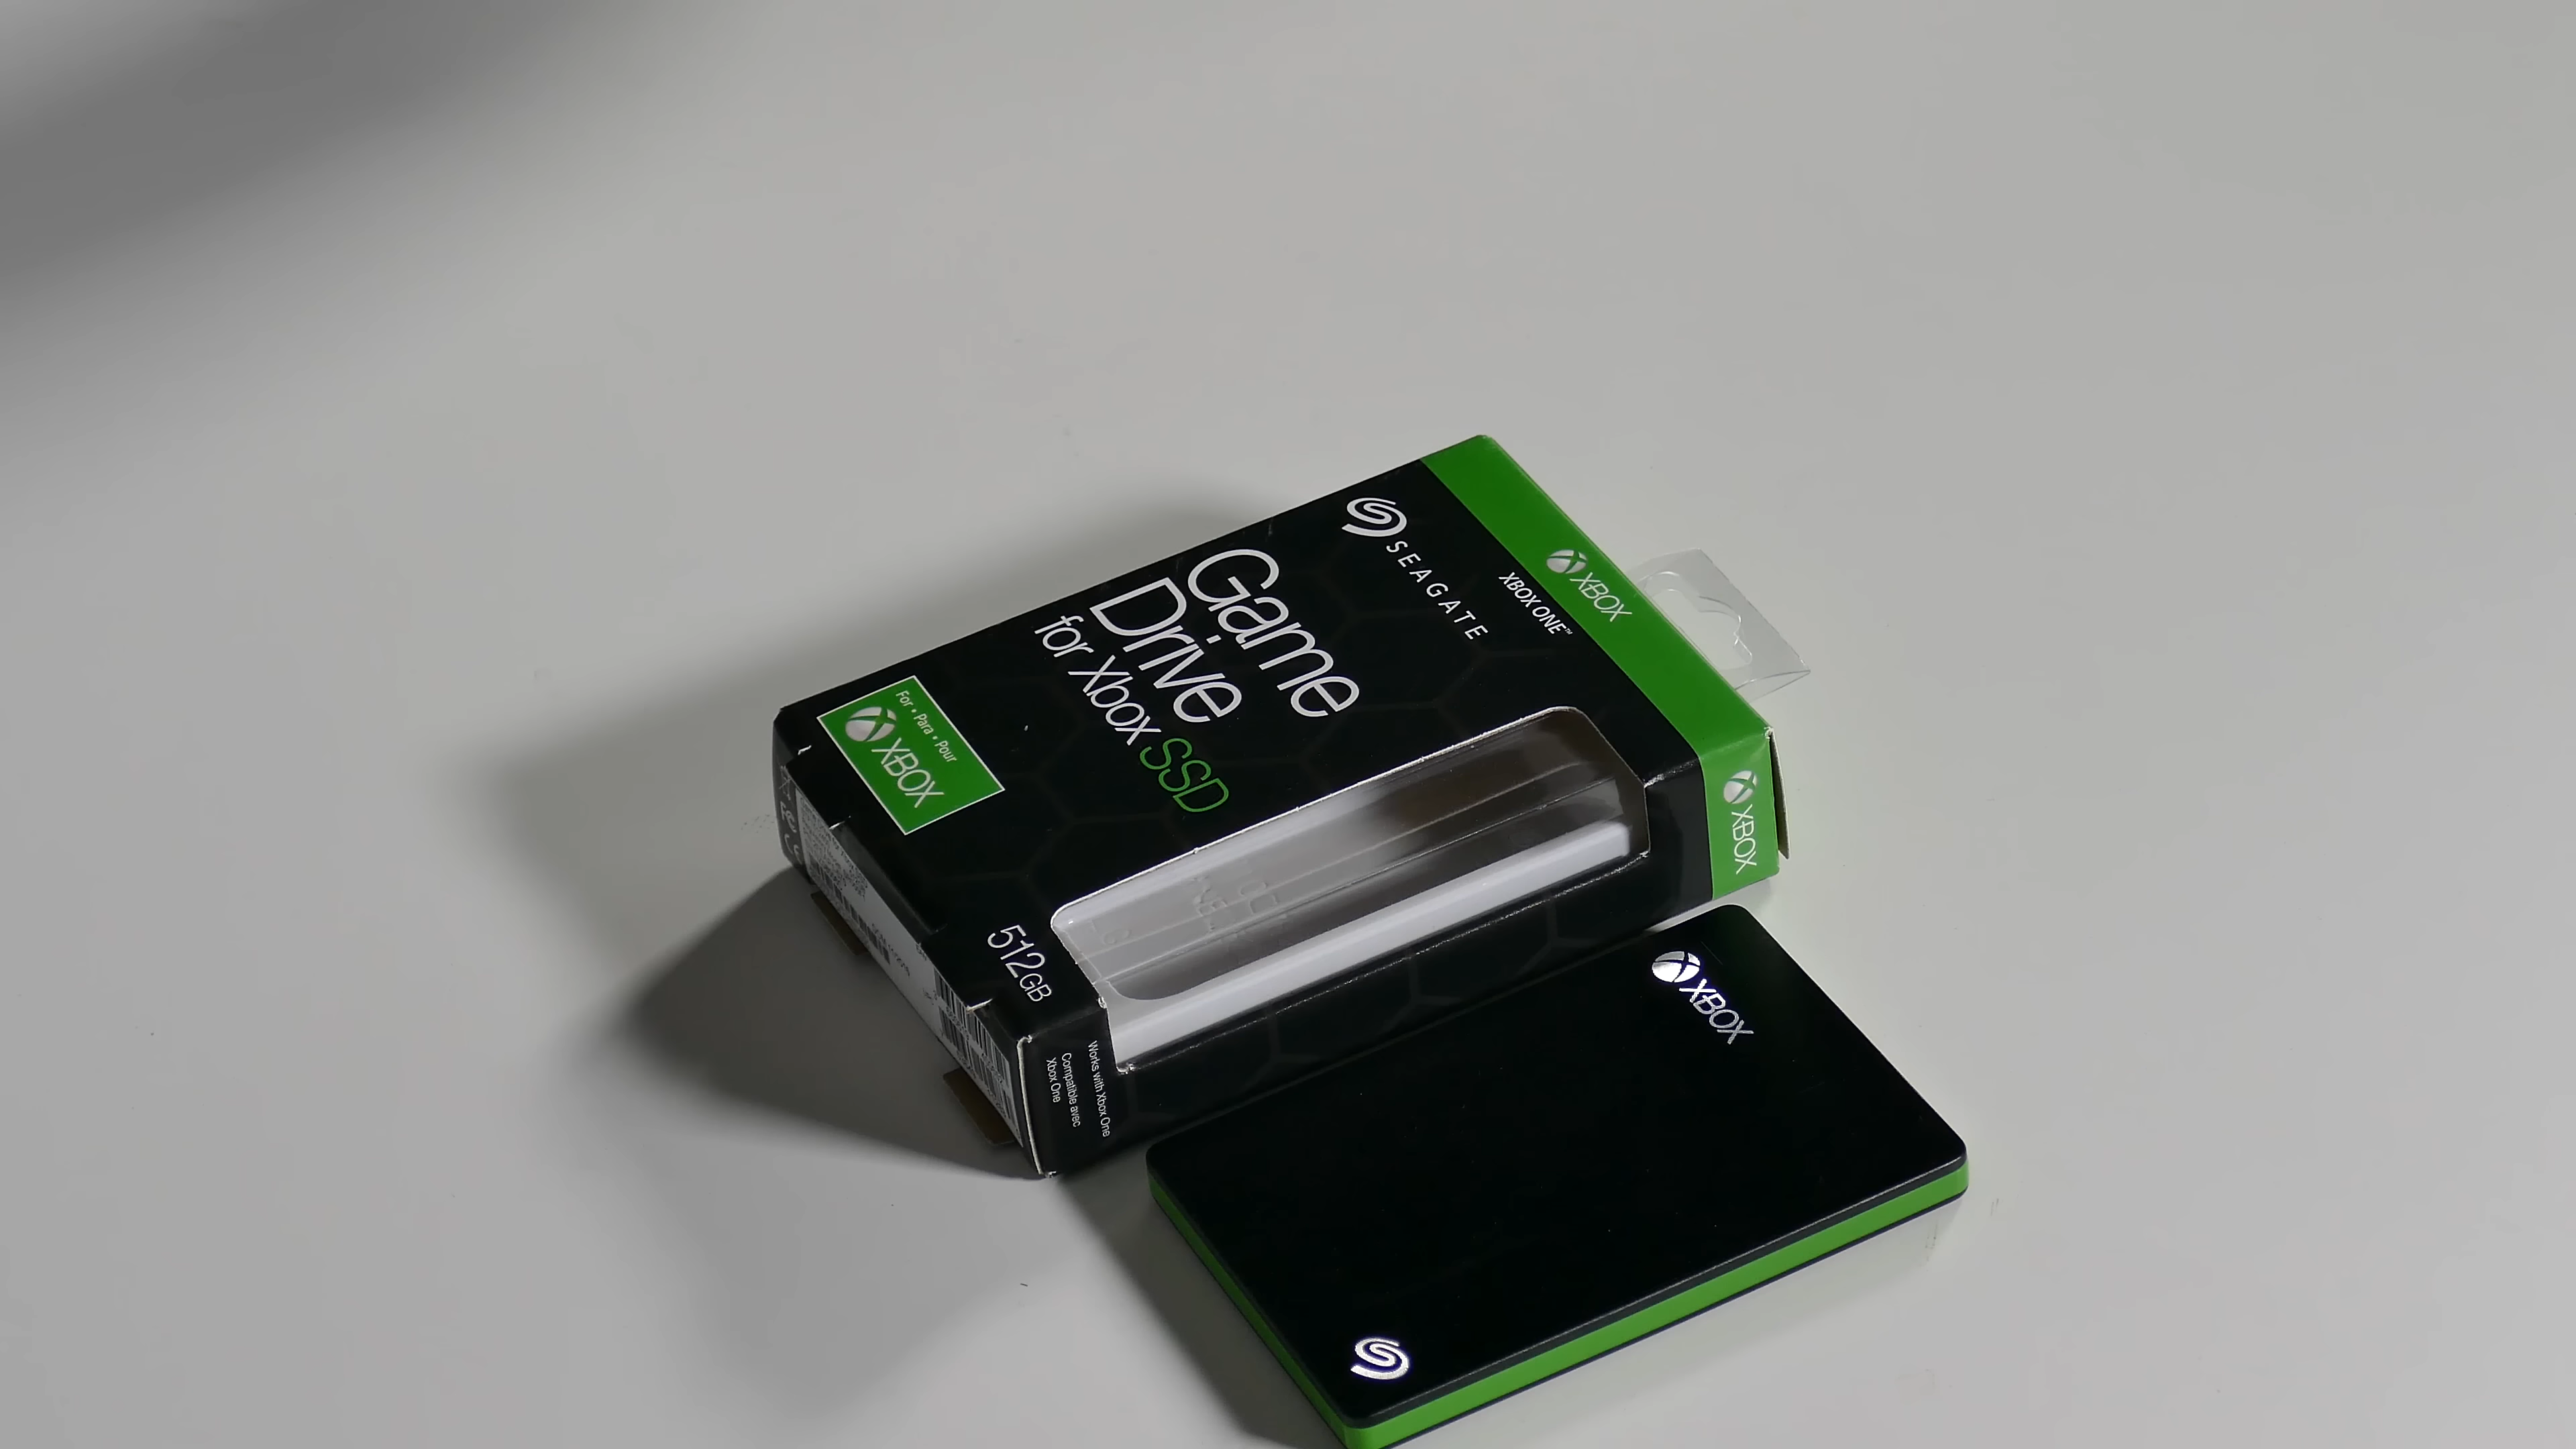 XBOX
XBOX ONE™
SEAGATE
Game
Drive
for Xbox SSD
For • Para • Pour
XBOX
512GB
XBOX
Works with Xbox One
Compatible avec
Xbox One
XBOX